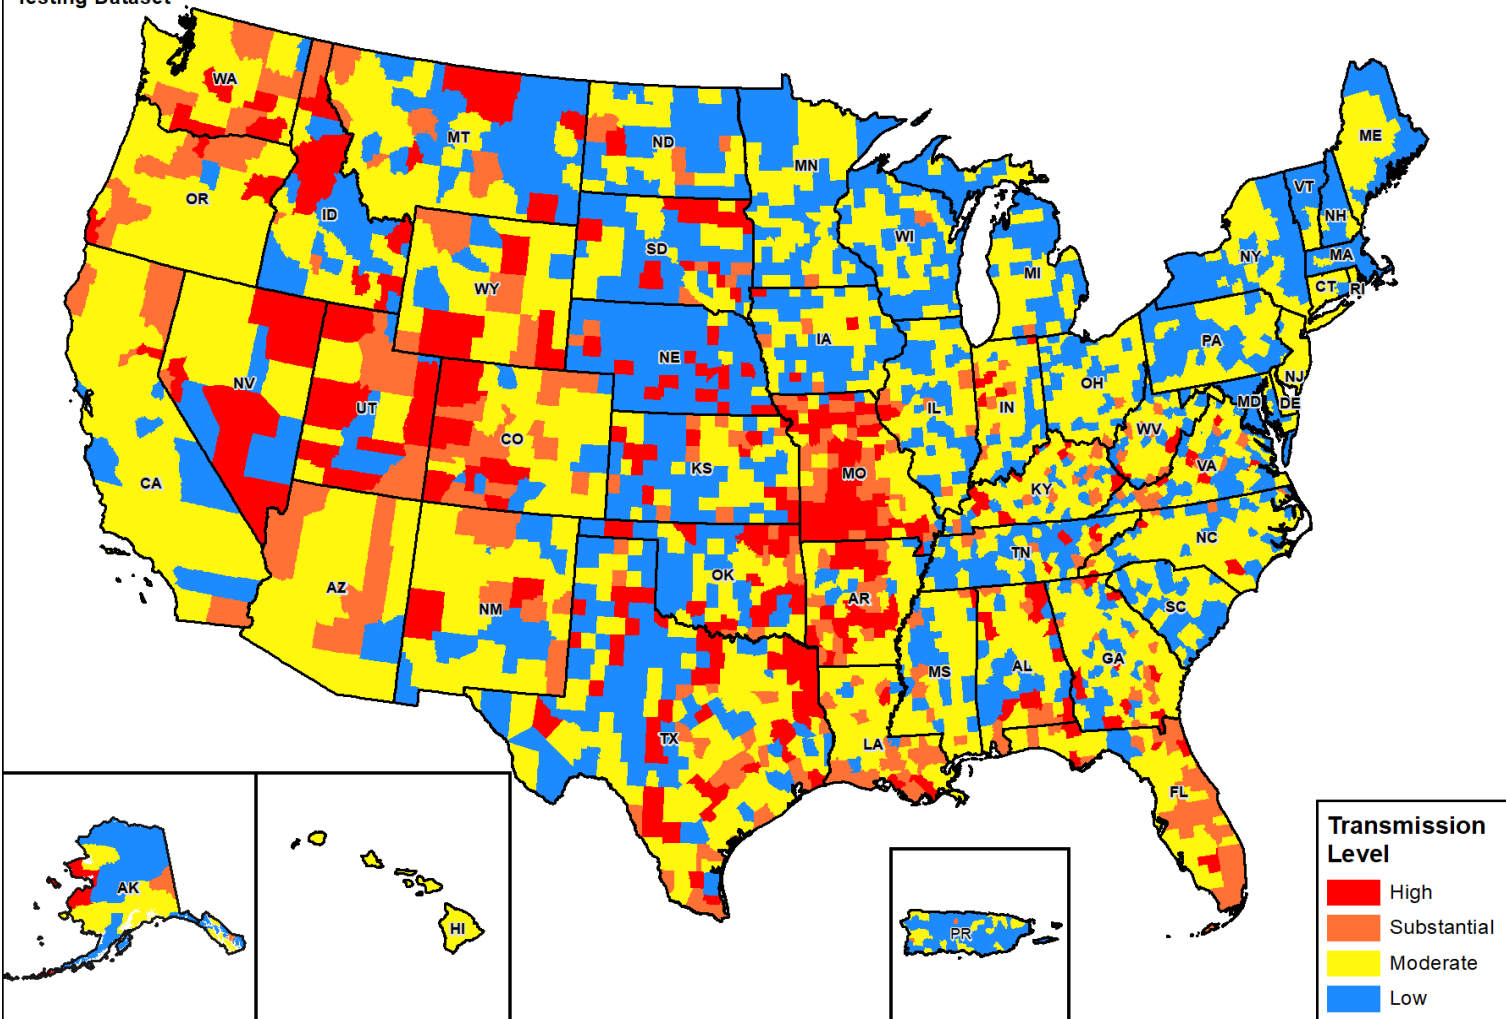 Testing Dataset
WA
MT
ND
MN
ME
OR
ID
SD
WI
VT
NH
NY
MA
MI
CT
RI
WY
IA
PA
NE
NV
UT
OH
NJ
MD
DE
IL
IN
CO
WV
KS
MO
VA
CA
KY
NC
TN
OK
AZ
NM
AR
SC
GA
AL
MS
TX
LA
FL
AK
HI
PR
Transmission
Level
High
Substantial
Moderate
Low